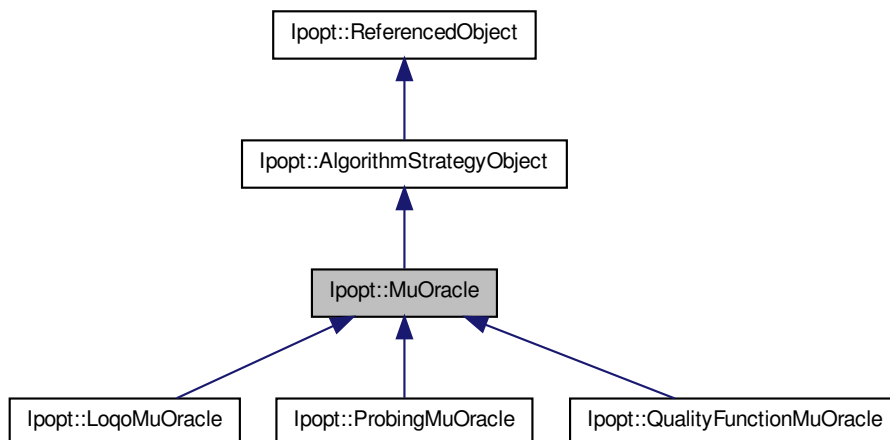 Ipopt::ReferencedObject
Ipopt::AlgorithmStrategyObject
Ipopt::MuOracle
Ipopt::LoqoMuOracle
Ipopt::ProbingMuOracle
Ipopt::QualityFunctionMuOracle